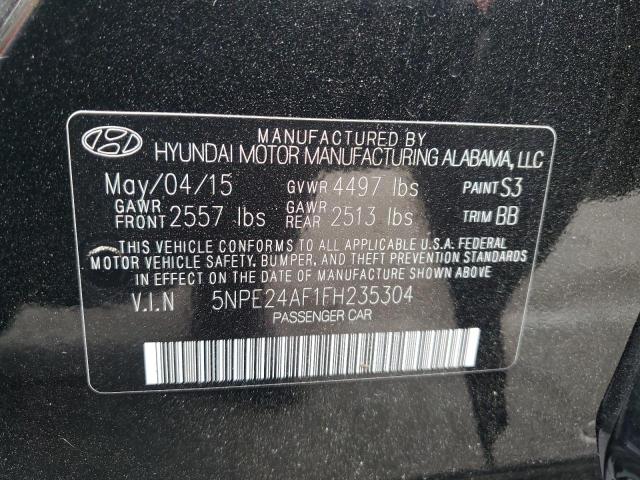 MANUFACTURED BY
HYUNDAI MOTOR MANUFACTURING ALABAMA, LLC
May/04/15 GVWR 4497 lbs PAINT S3
GAWR FRONT 2557 lbs GAWR REAR 2513 lbs TRIM BB
THIS VEHICLE CONFORMS TO ALL APPLICABLE U.S.A. FEDERAL
MOTOR VEHICLE SAFETY, BUMPER, AND THEFT PREVENTION STANDARDS
IN EFFECT ON THE DATE OF MANUFACTURE SHOWN ABOVE.
V.I.N 5NPE24AF1FH235304
PASSENGER CAR